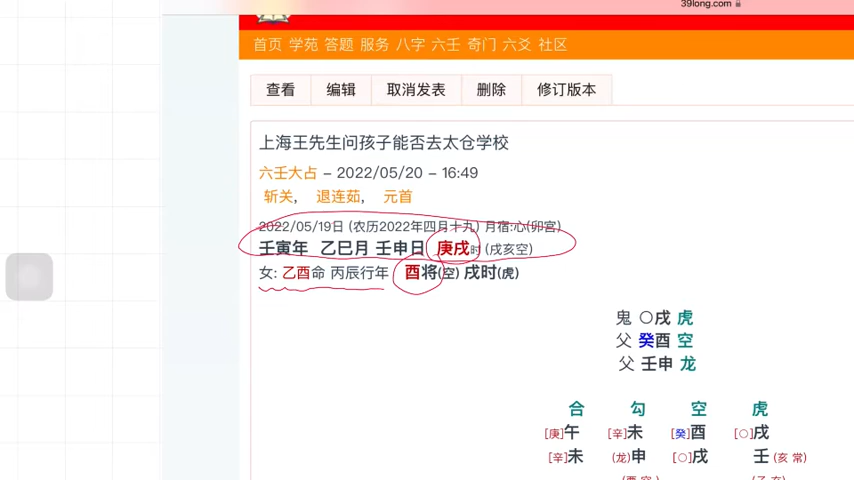 39long.com
首页 学苑 答题 服务 八字 六壬 奇门 六爻 社区
查看 编辑 取消发表 删除 修订版本
上海王先生问孩子能否去太仓学校
六壬大占 – 2022/05/20 – 16:49
斩关, 退连茹, 元首
2022/05/19日 (农历2022年四月十九) 月宿:心(卯宫)
壬寅年 乙巳月 壬申日 庚戌时 (戌亥空)
女: 乙酉命 丙辰行年 酉将(空) 戌时(虎)
鬼 〇戌 虎
父 癸酉 空
父 壬申 龙
合 勾 空 虎
[庚]午 [辛]未 [癸]酉 [〇]戌
[辛]未 (龙)申 [〇]戌 壬 (亥 常)